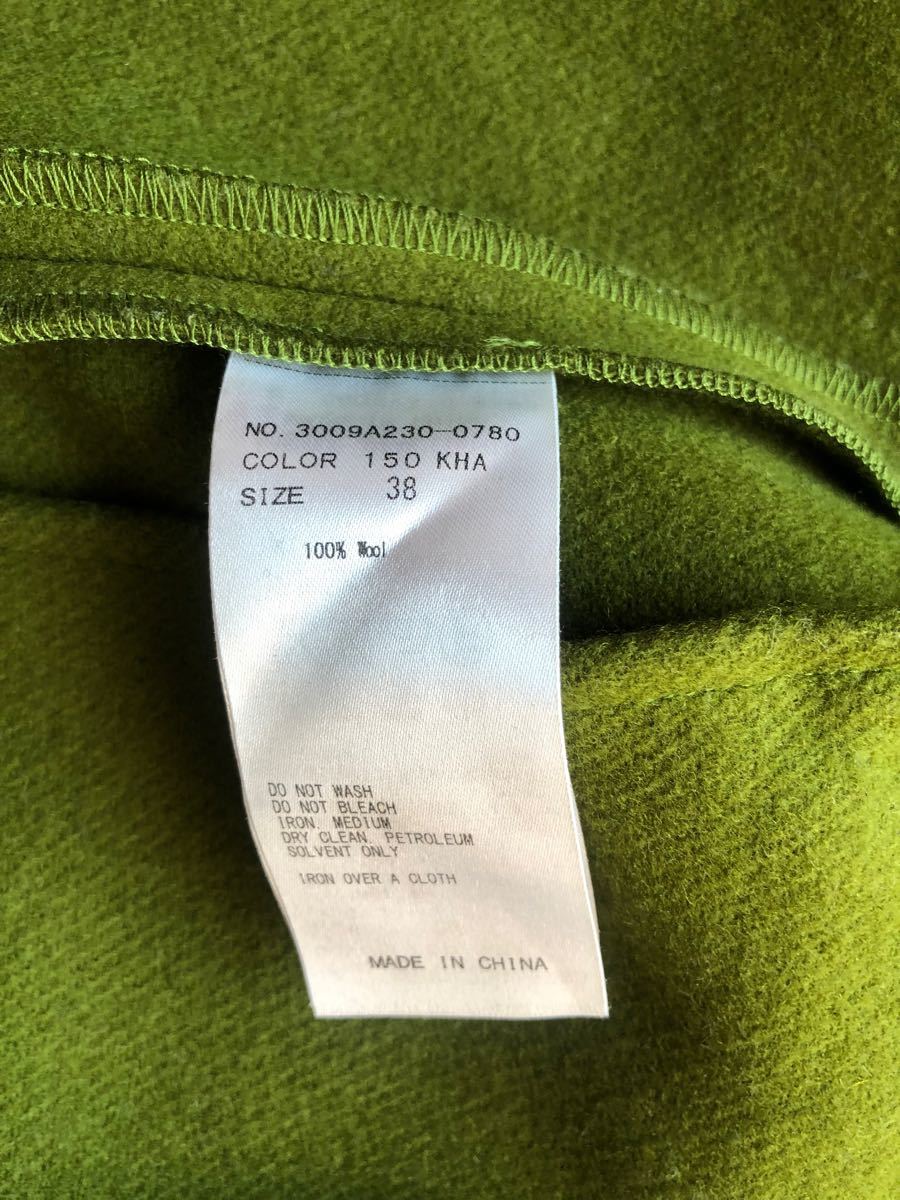 NO. 3009A230-0780
COLOR 150 KHA
SIZE 38
100% Wool
DO NOT WASH
DO NOT BLEACH
IRON. MEDIUM
DRY CLEAN. PETROLEUM
SOLVENT ONLY
IRON OVER A CLOTH
MADE IN CHINA